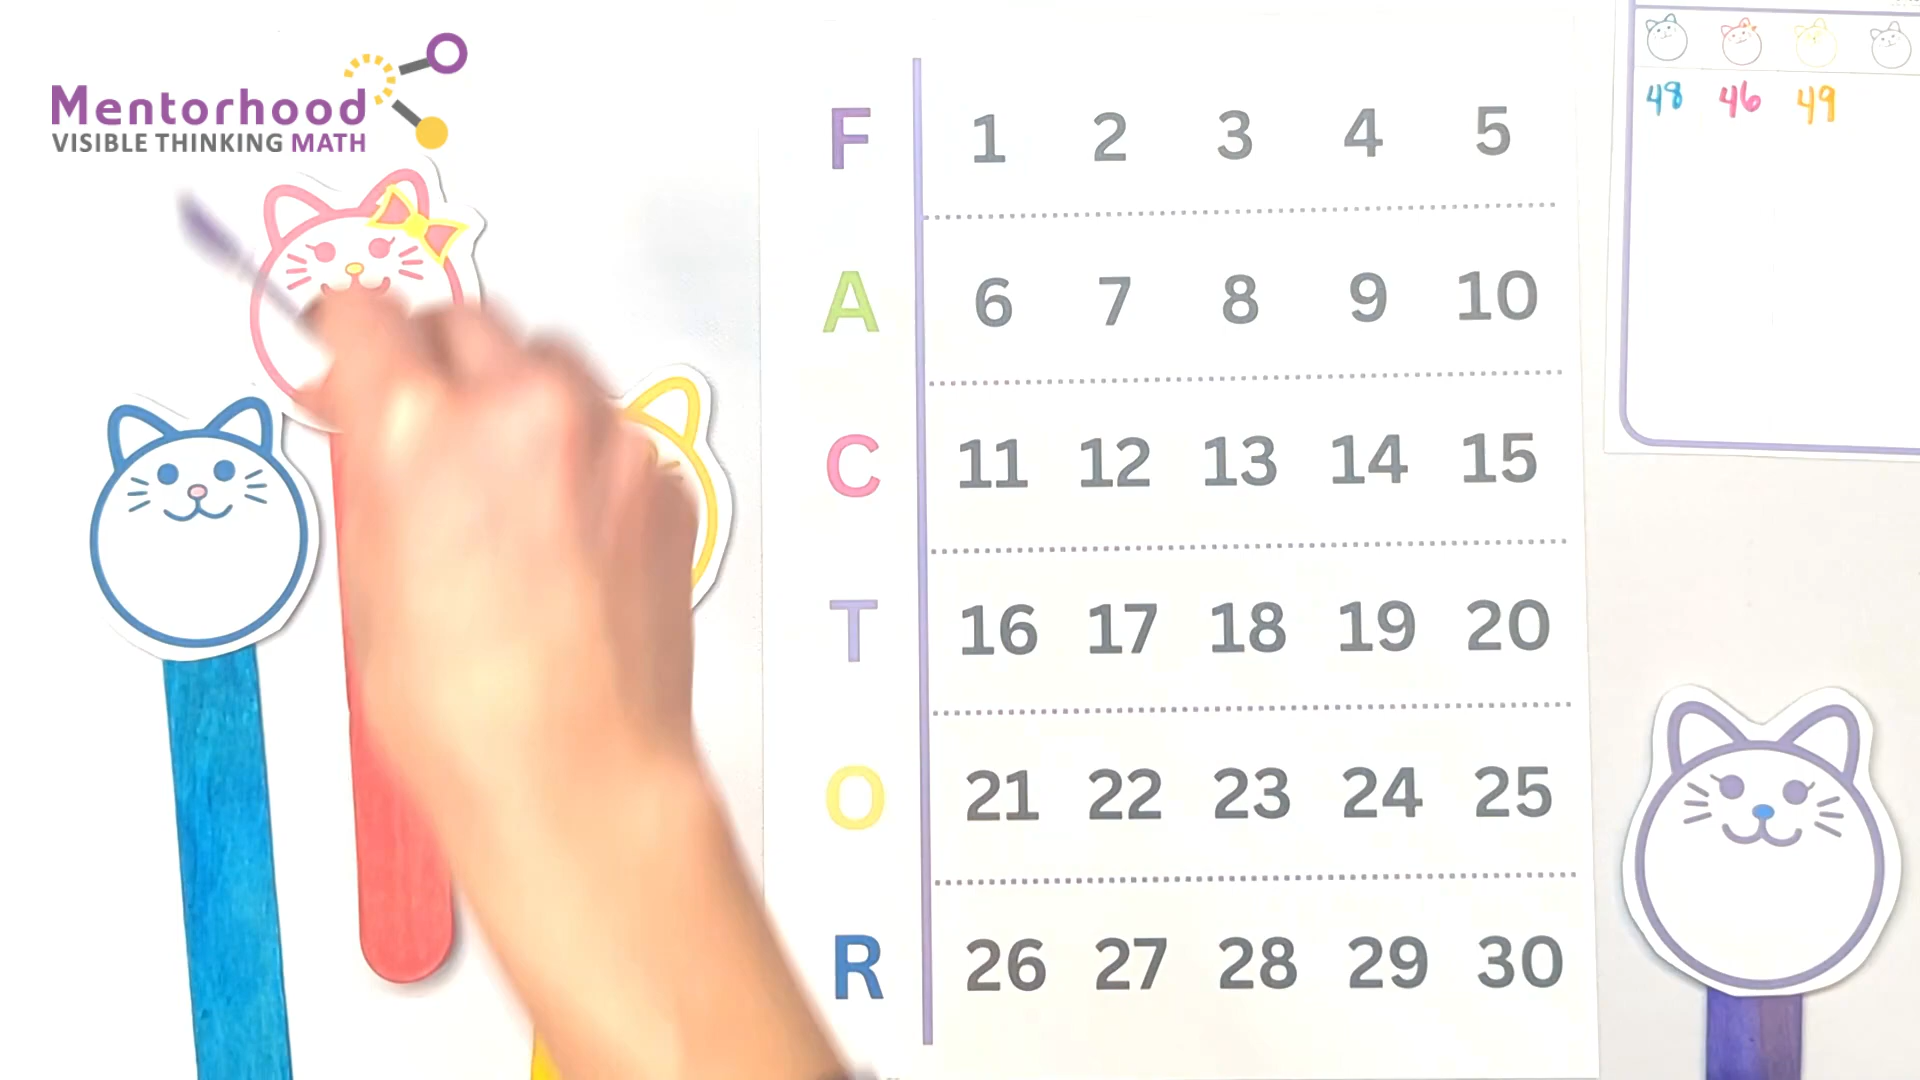 Mentorhood
VISIBLE THINKING MATH
F 1 2 3 4 5
A 6 7 8 9 10
C 11 12 13 14 15
T 16 17 18 19 20
O 21 22 23 24 25
R 26 27 28 29 30
48 46 49